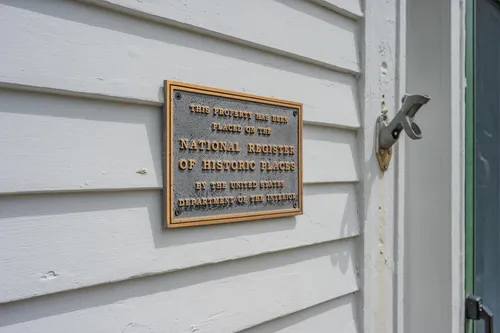 THIS PROPERTY HAS BEEN
PLACED ON THE
NATIONAL REGISTER
OF HISTORIC PLACES
BY THE UNITED STATES
DEPARTMENT OF THE INTERIOR